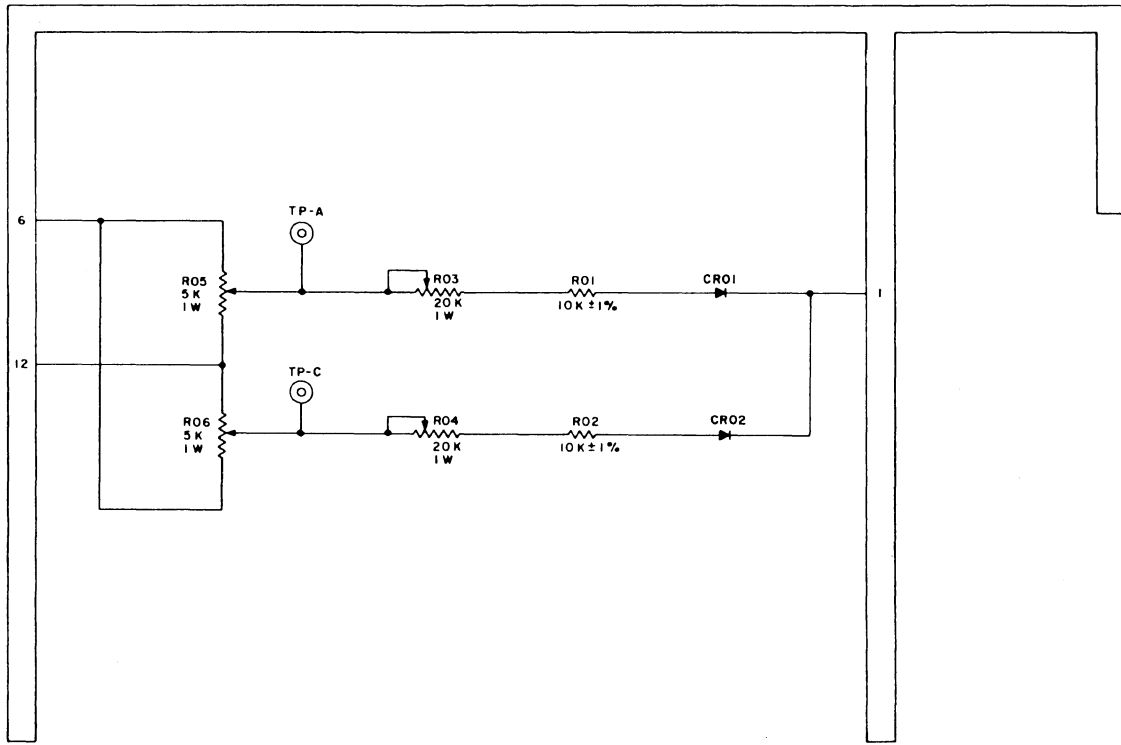 6
TP-A
R05
5K
1W
R03
20K
1W
R01
10K ±1%
CR01
1
12
TP-C
R06
5K
1W
R04
20K
1W
R02
10K ±1%
CR02